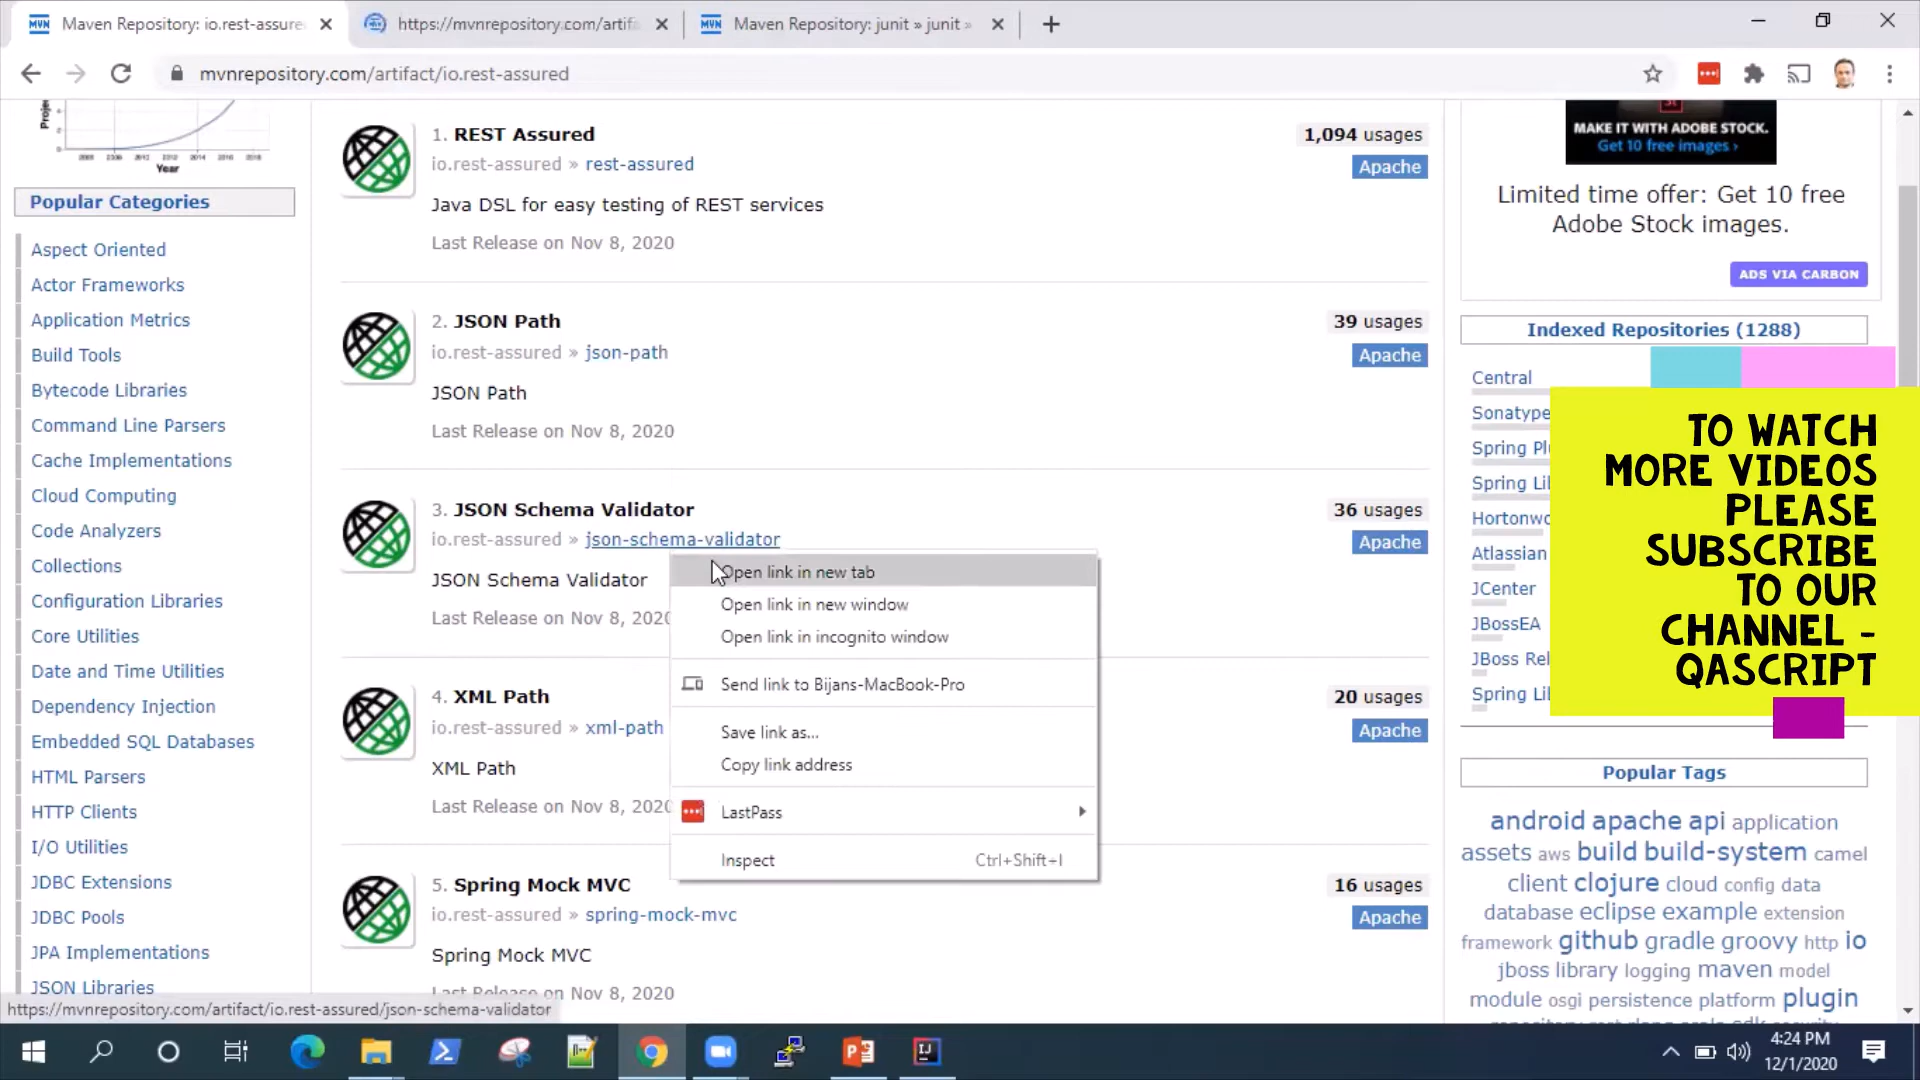 Maven Repository: io.rest-assure
https://mvnrepository.com/artifa
Maven Repository: junit » junit »
mvnrepository.com/artifact/io.rest-assured
2012
2014
2018
Year
Popular Categories
Aspect Oriented
Actor Frameworks
Application Metrics
Build Tools
Bytecode Libraries
Command Line Parsers
Cache Implementations
Cloud Computing
Code Analyzers
Collections
Configuration Libraries
Core Utilities
Date and Time Utilities
Dependency Injection
Embedded SQL Databases
HTML Parsers
HTTP Clients
I/O Utilities
JDBC Extensions
JDBC Pools
JPA Implementations
JSON Libraries
1. REST Assured
1,094 usages
io.rest-assured » rest-assured
Apache
Java DSL for easy testing of REST services
Last Release on Nov 8, 2020
2. JSON Path
39 usages
io.rest-assured » json-path
Apache
JSON Path
Last Release on Nov 8, 2020
3. JSON Schema Validator
36 usages
io.rest-assured » json-schema-validator
Apache
JSON Schema Validator
Last Release on Nov 8, 2020
4. XML Path
20 usages
io.rest-assured » xml-path
Apache
XML Path
Last Release on Nov 8, 2020
5. Spring Mock MVC
16 usages
io.rest-assured » spring-mock-mvc
Apache
Spring Mock MVC
Last Release on Nov 8, 2020
Open link in new tab
Open link in new window
Open link in incognito window
Send link to Bijans-MacBook-Pro
Save link as...
Copy link address
LastPass
Inspect Ctrl+Shift+I
St
MAKE IT WITH ADOBE STOCK.
Get 10 free images ›
Limited time offer: Get 10 free
Adobe Stock images.
ADS VIA CARBON
Indexed Repositories (1288)
Central
Sonatype
Spring Plu
Spring Li
Hortonwo
Atlassian
JCenter
JBossEA
JBoss Rel
Spring Li
TO WATCH
MORE VIDEOS
PLEASE
SUBSCRIBE
TO OUR
CHANNEL -
QASCRIPT
Popular Tags
android apache api application
assets aws build build-system camel
client clojure cloud config data
database eclipse example extension
framework github gradle groovy http io
jboss library logging maven model
module osgi persistence platform plugin
https://mvnrepository.com/artifact/io.rest-assured/json-schema-validator
4:24 PM
12/1/2020